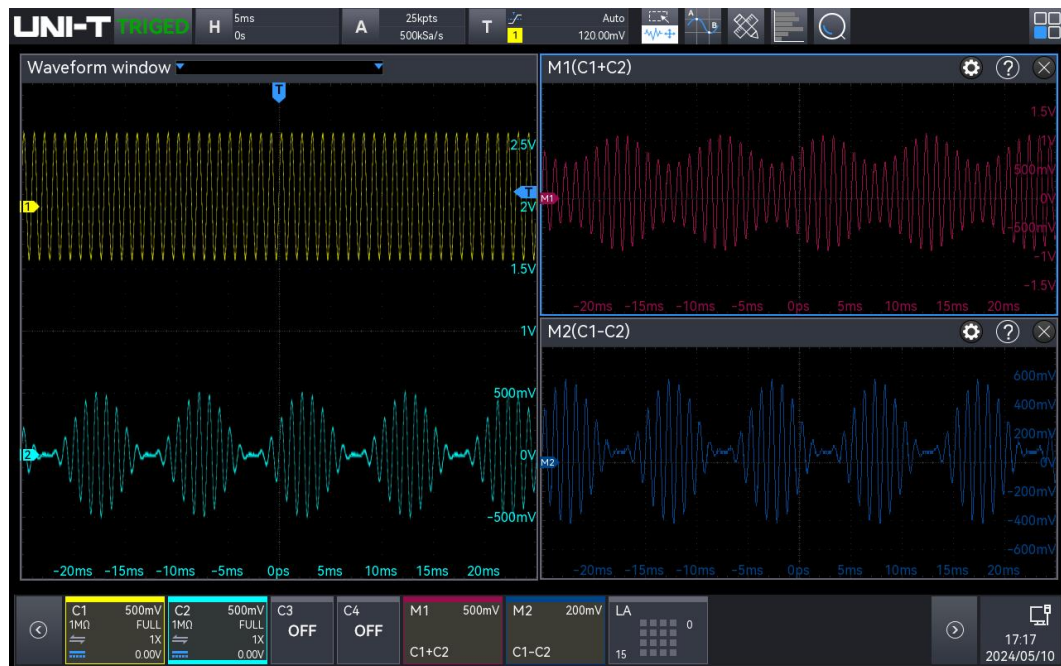 UNI-T TRIGED H 5ms 0s A 25kpts 500kSa/s T 1 Auto 120.00mV A B
Waveform window
T
2.5V
T
1
2V
1.5V
1V
500mV
2
0V
-500mV
-20ms -15ms -10ms -5ms 0ps 5ms 10ms 15ms 20ms
M1(C1+C2) ?
1.5V
1V
500mV
M1
0V
-500mV
-1V
-1.5V
-20ms -15ms -10ms -5ms 0ps 5ms 10ms 15ms 20ms
M2(C1-C2) ?
600mV
400mV
200mV
M2
0V
-200mV
-400mV
-600mV
-20ms -15ms -10ms -5ms 0ps 5ms 10ms 15ms 20ms
C1 500mV
1MΩ FULL
1X
0.00V
C2 500mV
1MΩ FULL
1X
0.00V
C3
OFF
C4
OFF
M1 500mV
C1+C2
M2 200mV
C1-C2
LA
0
15
17:17
2024/05/10